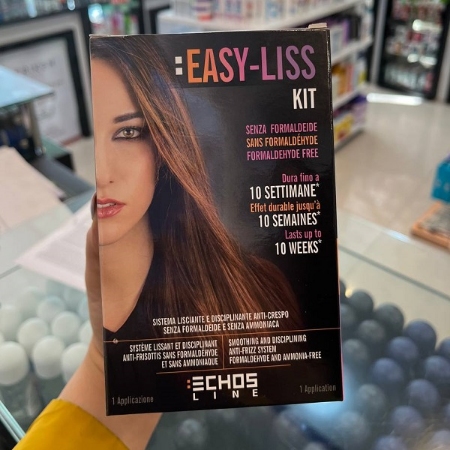 :EASY-LISS
KIT
SENZA FORMALDEIDE
SANS FORMALDÉHYDE
FORMALDEHYDE FREE
Dura fino a
10 SETTIMANE*
Effet durable jusqu'à
10 SEMAINES*
Lasts up to
10 WEEKS*
SISTEMA LISCIANTE E DISCIPLINANTE ANTI-CRESPO
SENZA FORMALDEIDE E SENZA AMMONIACA
SYSTÈME LISSANT ET DISCIPLINANT
ANTI-FRISOTTIS SANS FORMALDÉHYDE
ET SANS AMMONIAQUE
SMOOTHING AND DISCIPLINING
ANTI-FRIZZ SYSTEM
FORMALDEHYDE AND AMMONIA-FREE
ECHOS
LINE
1 Applicazione
1 Applicazione